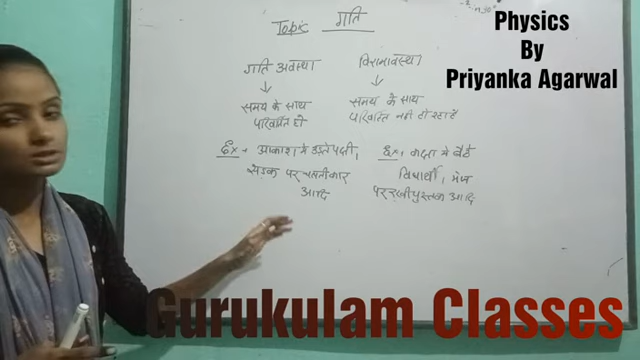 Physics
By
Priyanka Agarwal
Topic गति
गति अवस्था
↓
समय के साथ
परिवर्तित हो
Ex → आकाश मे उड़ते पक्षी,
सड़क पर चलती कार
आदि
विरामावस्था
↓
समय के साथ
परिवर्तित नही हो रहा है
Ex, कक्षा मे बैठे
विद्यार्थी, मेज
पर रखी पुस्तक आदि
Gurukulam Classes